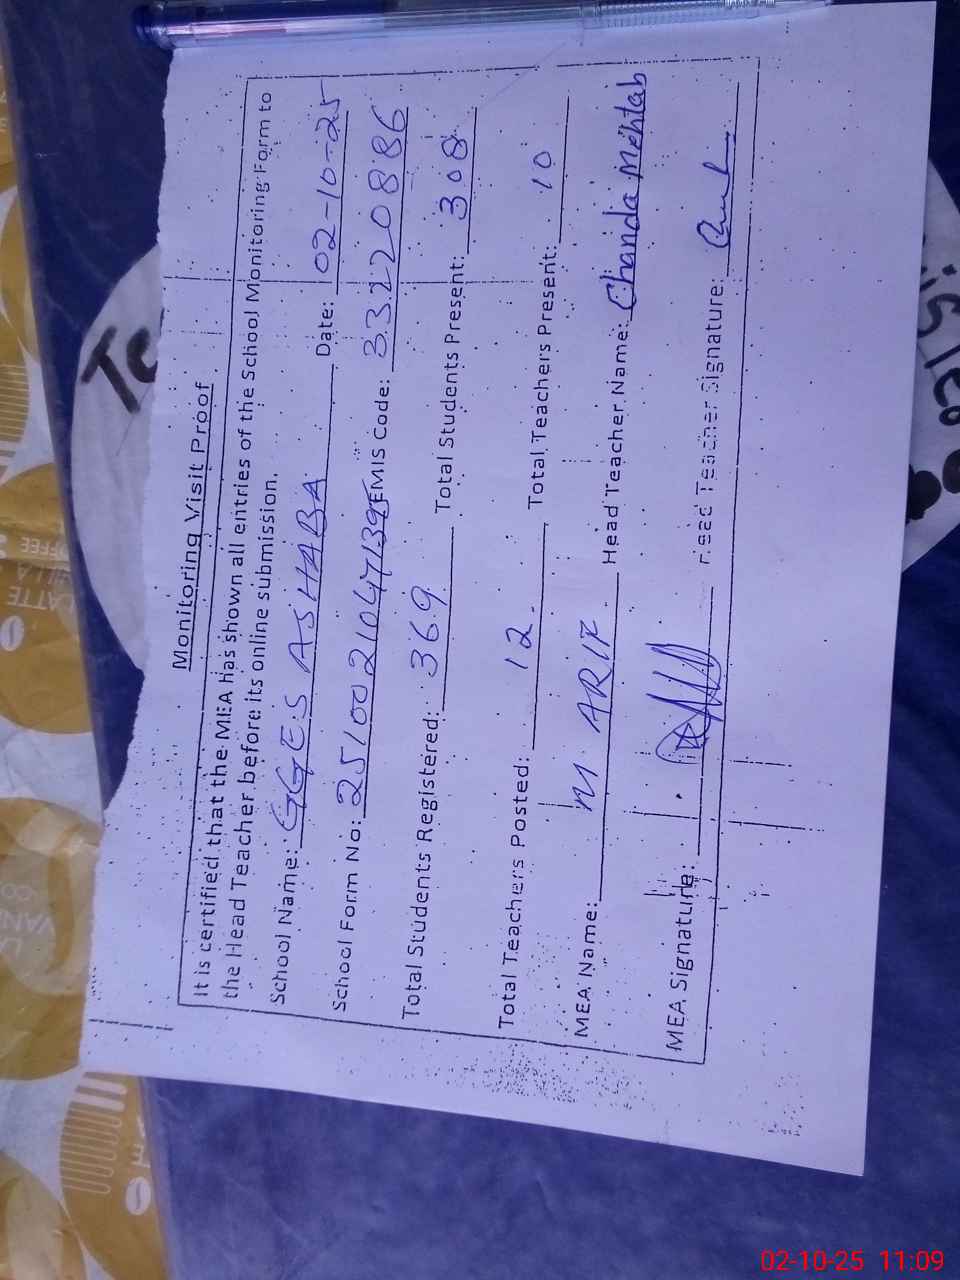 Monitoring Visit Proof
It is certified that the MEA has shown all entries of the School Monitoring Form to
the Head Teacher before its online submission.
School Name: GGES ASHABA Date: 02-10-25
School Form No: 2510021047139 EMIS Code: 33220886
Total Students Registered: 369 Total Students Present: 308
Total Teachers Posted: 12 Total Teachers Present: 10
MEA Name: M. ARIF Head Teacher Name: Chanda Mehtab
MEA Signature: Head Teacher Signature:
02-10-25 11:09